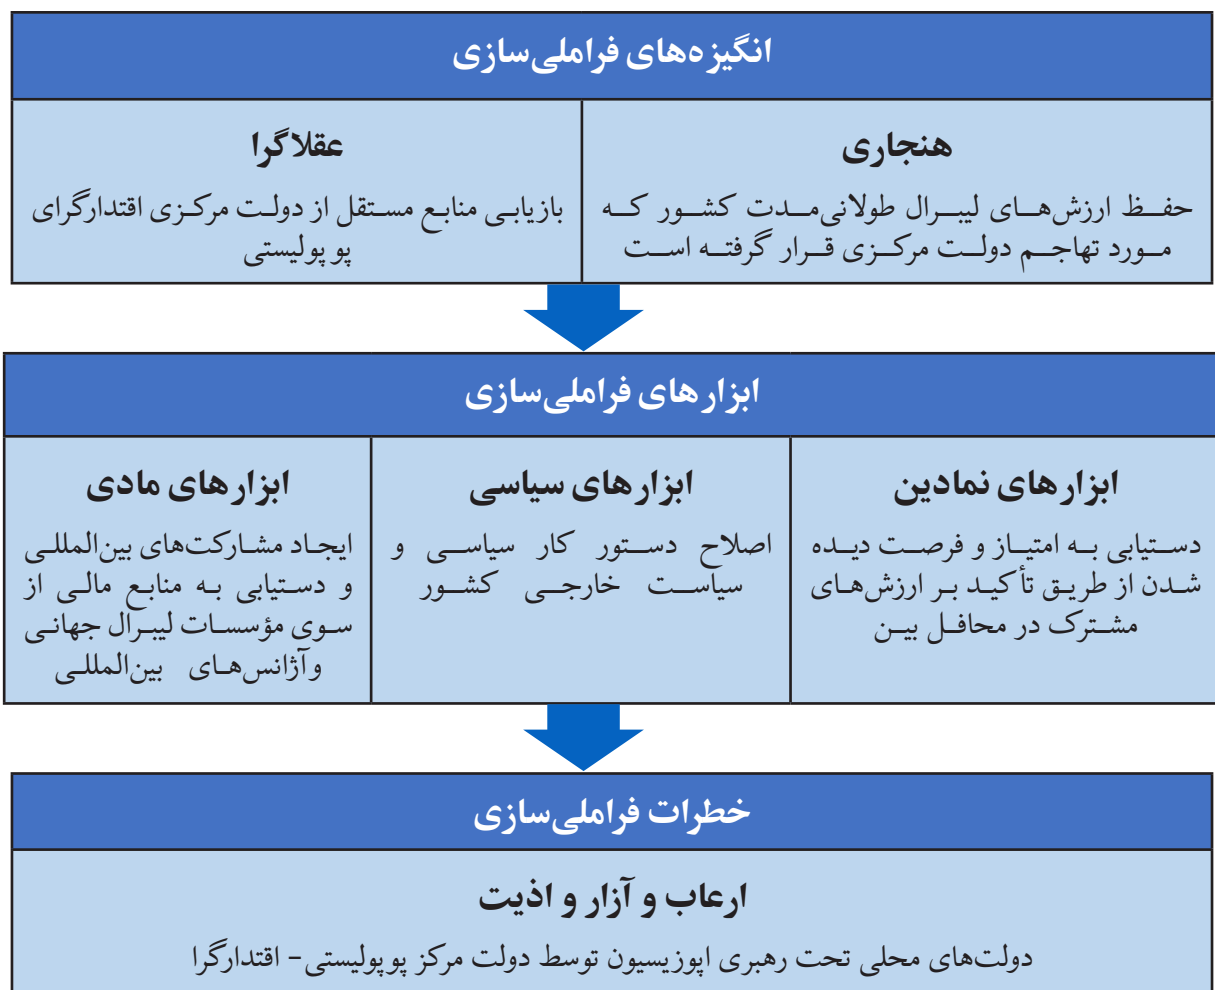 انگیزه‌های فراملی‌سازی
هنجاری
حفظ ارزش‌های لیبرال طولانی‌مدت کشور که
مورد تهاجم دولت مرکزی قرار گرفته است
عقلاگرا
بازیابی منابع مستقل از دولت مرکزی اقتدارگرای
پوپولیستی
ابزارهای فراملی‌سازی
ابزارهای نمادین
دستیابی به امتیاز و فرصت دیده
شدن از طریق تأکید بر ارزش‌های
مشترک در محافل بین
ابزارهای سیاسی
اصلاح دستور کار سیاسی و
سیاست خارجی کشور
ابزارهای مادی
ایجاد مشارکت‌های بین‌المللی
و دستیابی به منابع مالی از
سوی مؤسسات لیبرال جهانی
وآژانس‌های بین‌المللی
خطرات فراملی‌سازی
ارعاب و آزار و اذیت
دولت‌های محلی تحت رهبری اپوزیسیون توسط دولت مرکز پوپولیستی- اقتدارگرا